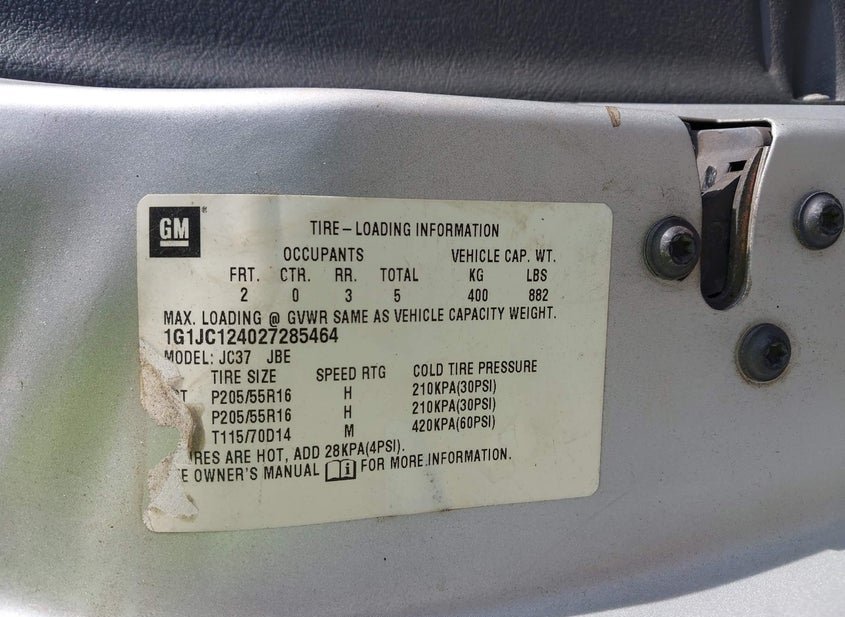 GM ®
TIRE-LOADING INFORMATION
OCCUPANTS VEHICLE CAP. WT.
FRT. CTR. RR. TOTAL KG LBS
2 0 3 5 400 882
MAX. LOADING @ GVWR SAME AS VEHICLE CAPACITY WEIGHT.
1G1JC124027285464
MODEL: JC37 JBE
TIRE SIZE SPEED RTG COLD TIRE PRESSURE
P205/55R16 H 210KPA(30PSI)
P205/55R16 H 210KPA(30PSI)
T115/70D14 M 420KPA(60PSI)
ARE HOT, ADD 28KPA(4PSI).
OWNER'S MANUAL FOR MORE INFORMATION.